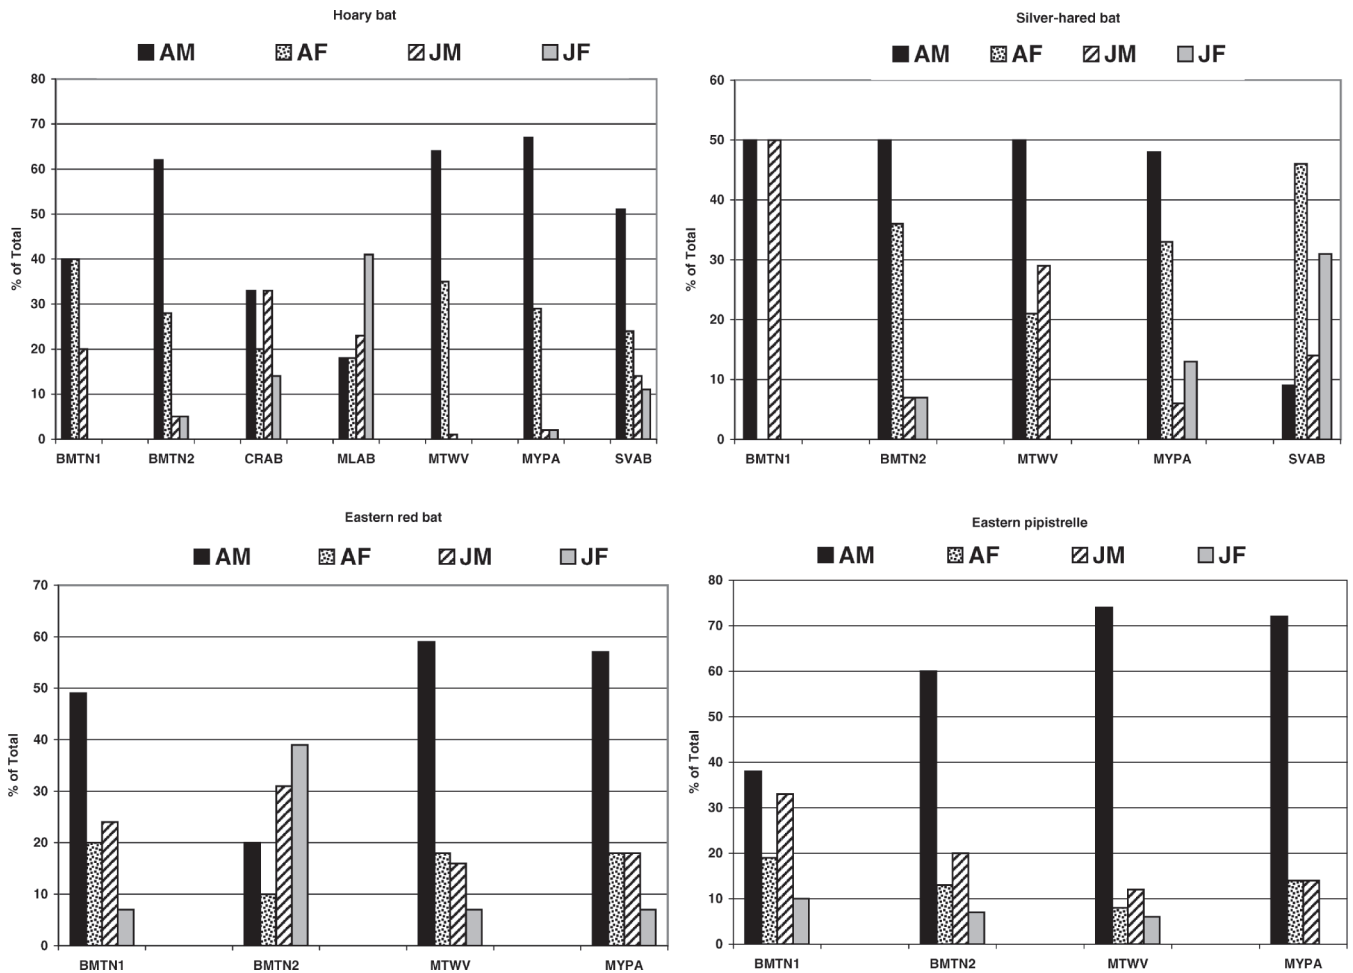 Hoary bat
AM AF JM JF
80
70
60
50
40
30
20
10
0
% of Total
BMTN1 BMTN2 CRAB MLAB MTWV MYPA SVAB
Silver-hared bat
AM AF JM JF
60
50
40
30
20
10
0
% of Total
BMTN1 BMTN2 MTWV MYPA SVAB
Eastern red bat
AM AF JM JF
70
60
50
40
30
20
10
0
% of Total
BMTN1 BMTN2 MTWV MYPA
Eastern pipistrelle
AM AF JM JF
80
70
60
50
40
30
20
10
0
% of Total
BMTN1 BMTN2 MTWV MYPA